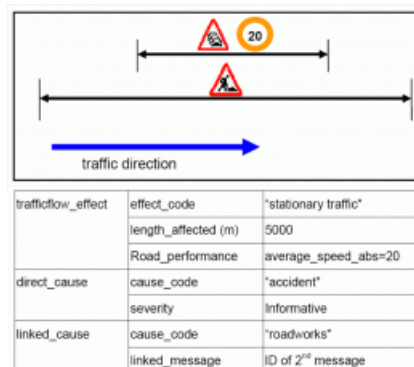 20
traffic direction
trafficflow_effect effect_code "stationary traffic"
length_affected (m) 5000
Road_performance average_speed_abs=20
direct_cause cause_code "accident"
severity Informative
linked_cause cause_code "roadworks"
linked_message ID of 2nd message